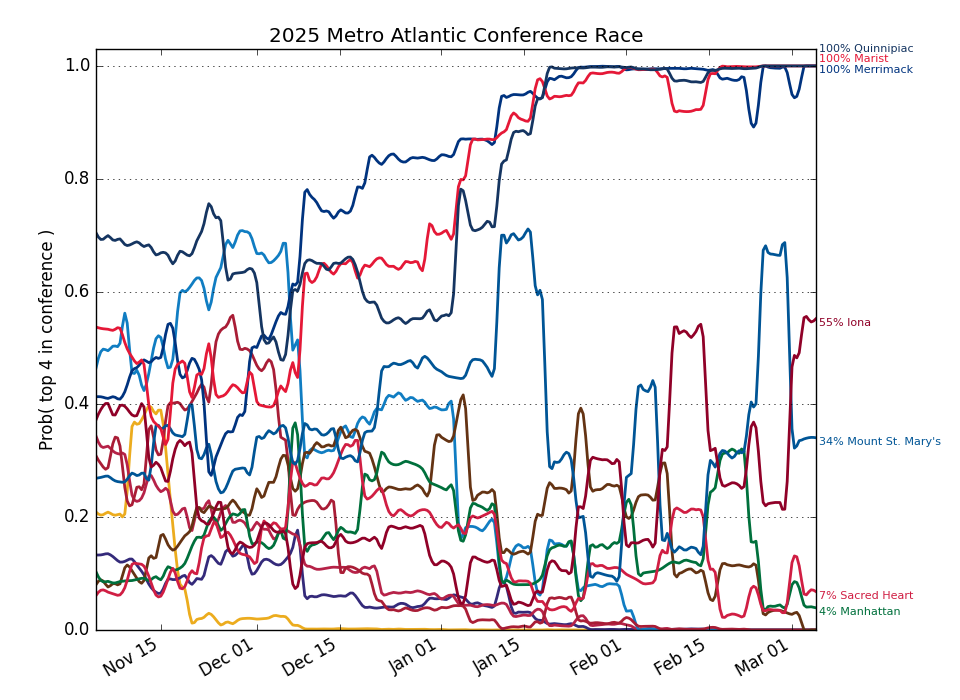 2025 Metro Atlantic Conference Race
Prob( top 4 in conference )
1.0
0.8
0.6
0.4
0.2
0.0
Nov 15
Dec 01
Dec 15
Jan 01
Jan 15
Feb 01
Feb 15
Mar 01
100% Quinnipiac
100% Marist
100% Merrimack
55% Iona
34% Mount St. Mary's
7% Sacred Heart
4% Manhattan